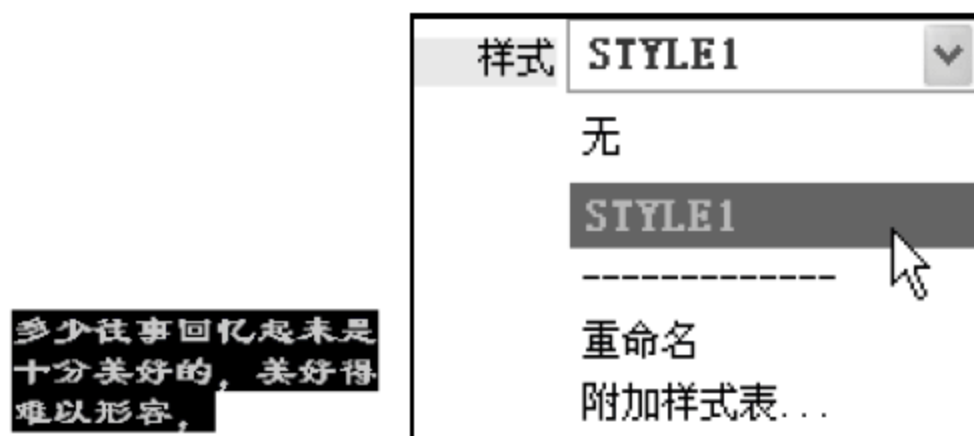 样式 STYLE1
无
STYLE1
-------------
重命名
附加样式表...
多少往事回忆起来是
十分美好的，美好得
难以形容，